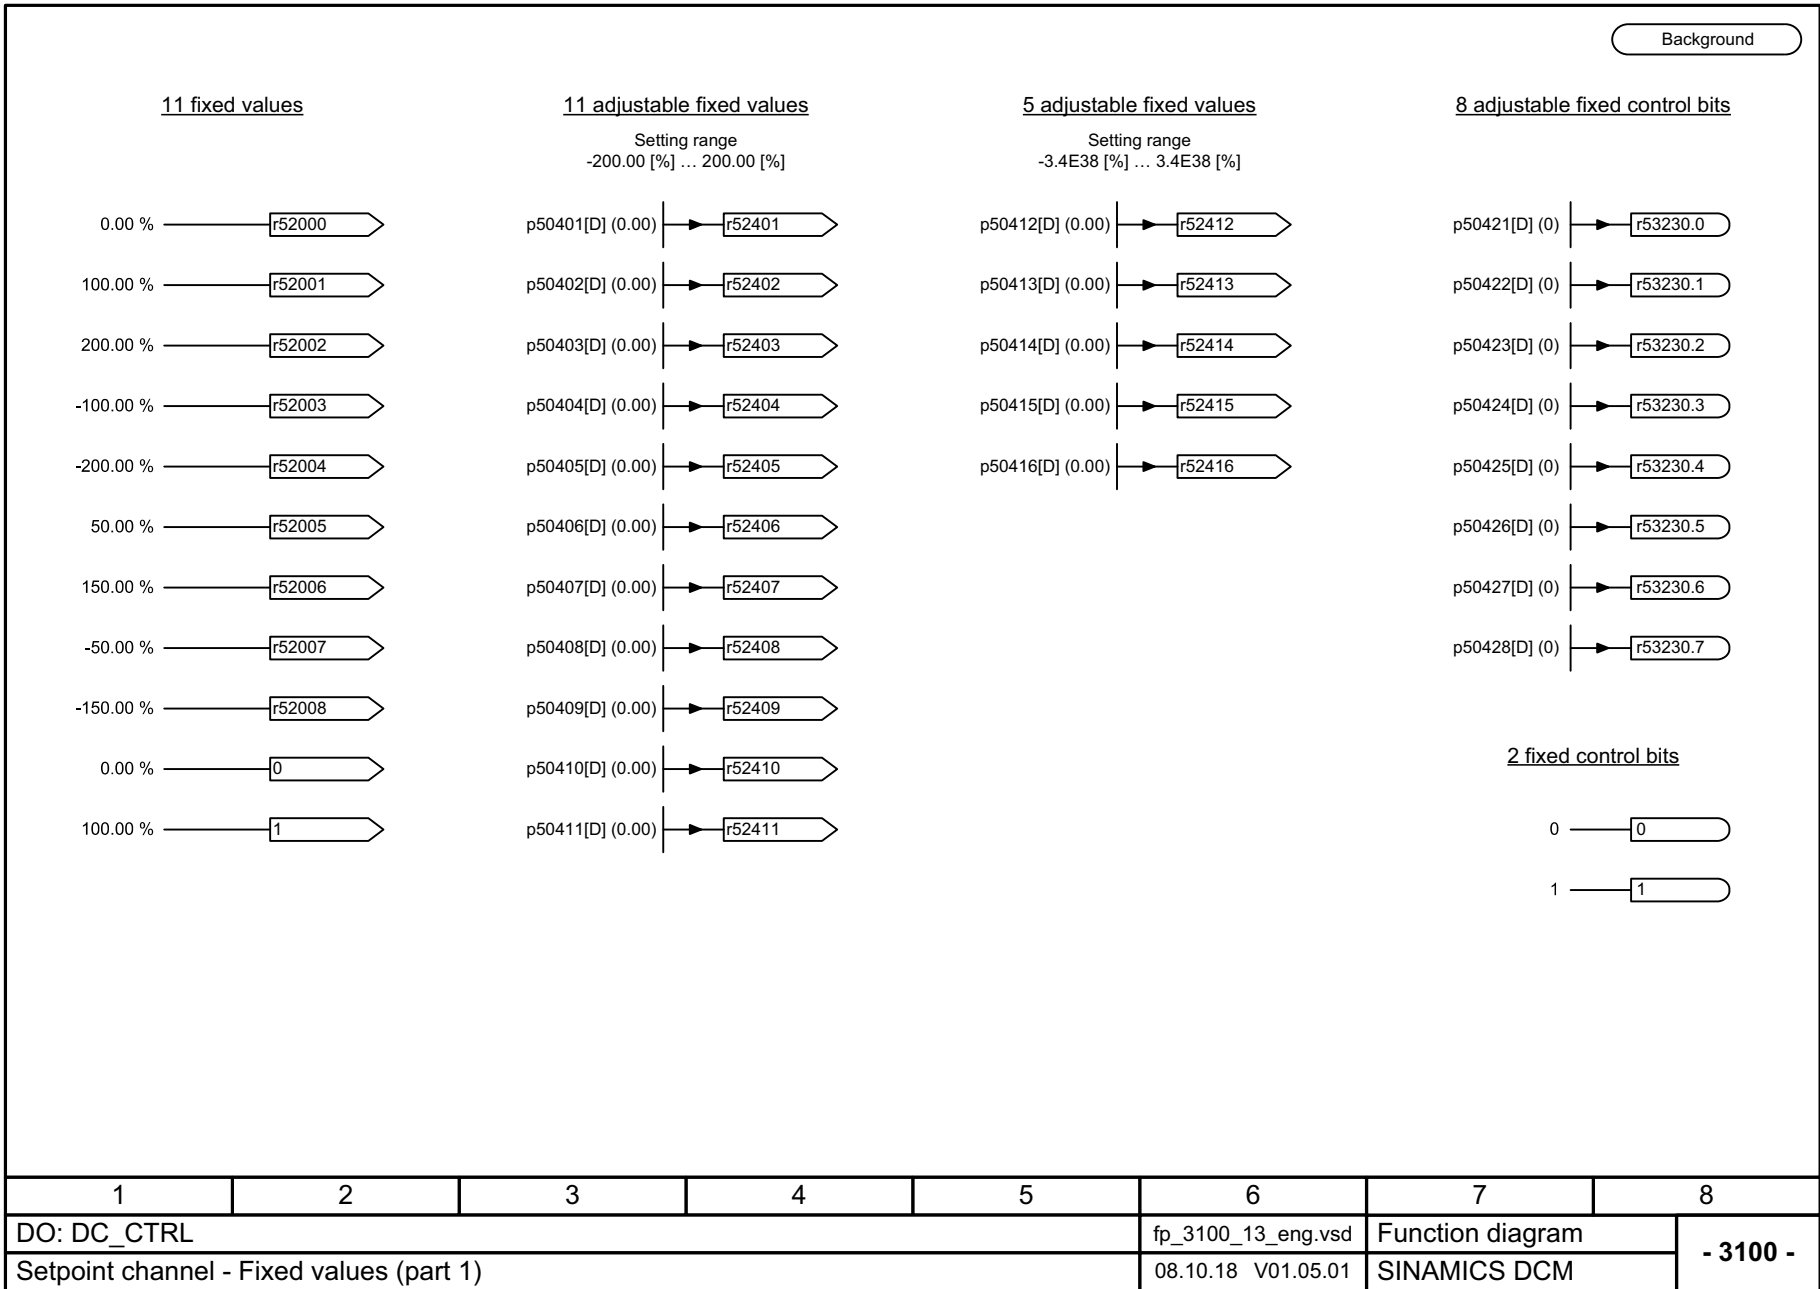 Background
11 fixed values
11 adjustable fixed values
5 adjustable fixed values
8 adjustable fixed control bits
Setting range
-200.00 [%] … 200.00 [%]
Setting range
-3.4E38 [%] … 3.4E38 [%]
0.00 % r52000 p50401[D] (0.00) r52401 p50412[D] (0.00) r52412 p50421[D] (0) r53230.0
100.00 % r52001 p50402[D] (0.00) r52402 p50413[D] (0.00) r52413 p50422[D] (0) r53230.1
200.00 % r52002 p50403[D] (0.00) r52403 p50414[D] (0.00) r52414 p50423[D] (0) r53230.2
-100.00 % r52003 p50404[D] (0.00) r52404 p50415[D] (0.00) r52415 p50424[D] (0) r53230.3
-200.00 % r52004 p50405[D] (0.00) r52405 p50416[D] (0.00) r52416 p50425[D] (0) r53230.4
50.00 % r52005 p50406[D] (0.00) r52406 p50426[D] (0) r53230.5
150.00 % r52006 p50407[D] (0.00) r52407 p50427[D] (0) r53230.6
-50.00 % r52007 p50408[D] (0.00) r52408 p50428[D] (0) r53230.7
-150.00 % r52008 p50409[D] (0.00) r52409
0.00 % 0 p50410[D] (0.00) r52410
2 fixed control bits
100.00 % 1 p50411[D] (0.00) r52411 0 0
1 1
1 2 3 4 5 6 7 8
DO: DC_CTRL fp_3100_13_eng.vsd Function diagram
- 3100 -
Setpoint channel - Fixed values (part 1) 08.10.18 V01.05.01 SINAMICS DCM